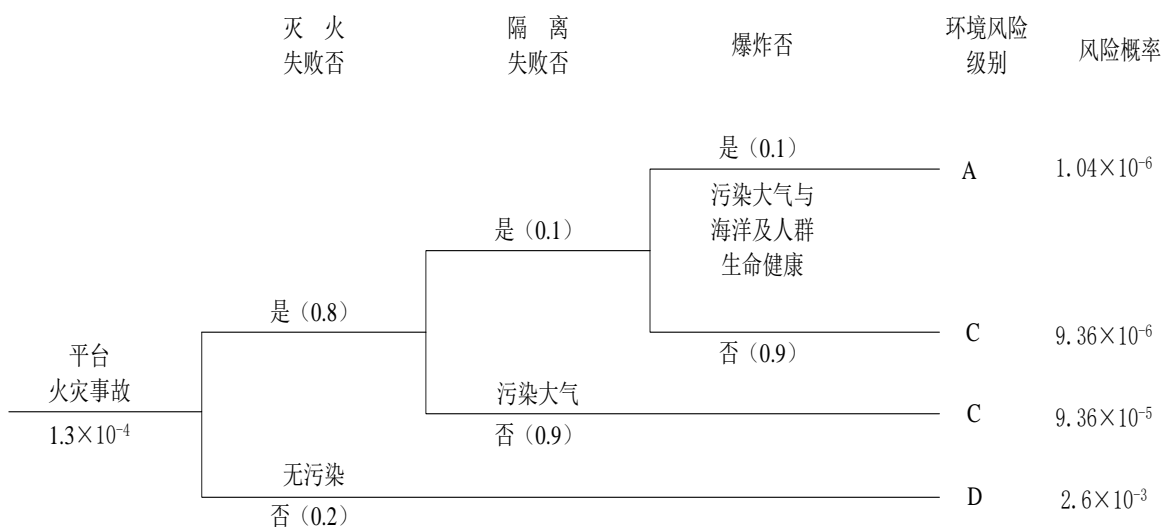 灭 火
失败否
隔 离
失败否
爆炸否
环境风险
级别
风险概率
是（0.1）
污染大气与
海洋及人群
生命健康
A
1.04×10⁻⁶
是（0.1）
是（0.8）
否（0.9）
C
9.36×10⁻⁶
平台
火灾事故
1.3×10⁻⁴
污染大气
否（0.9）
C
9.36×10⁻⁵
无污染
否（0.2）
D
2.6×10⁻³